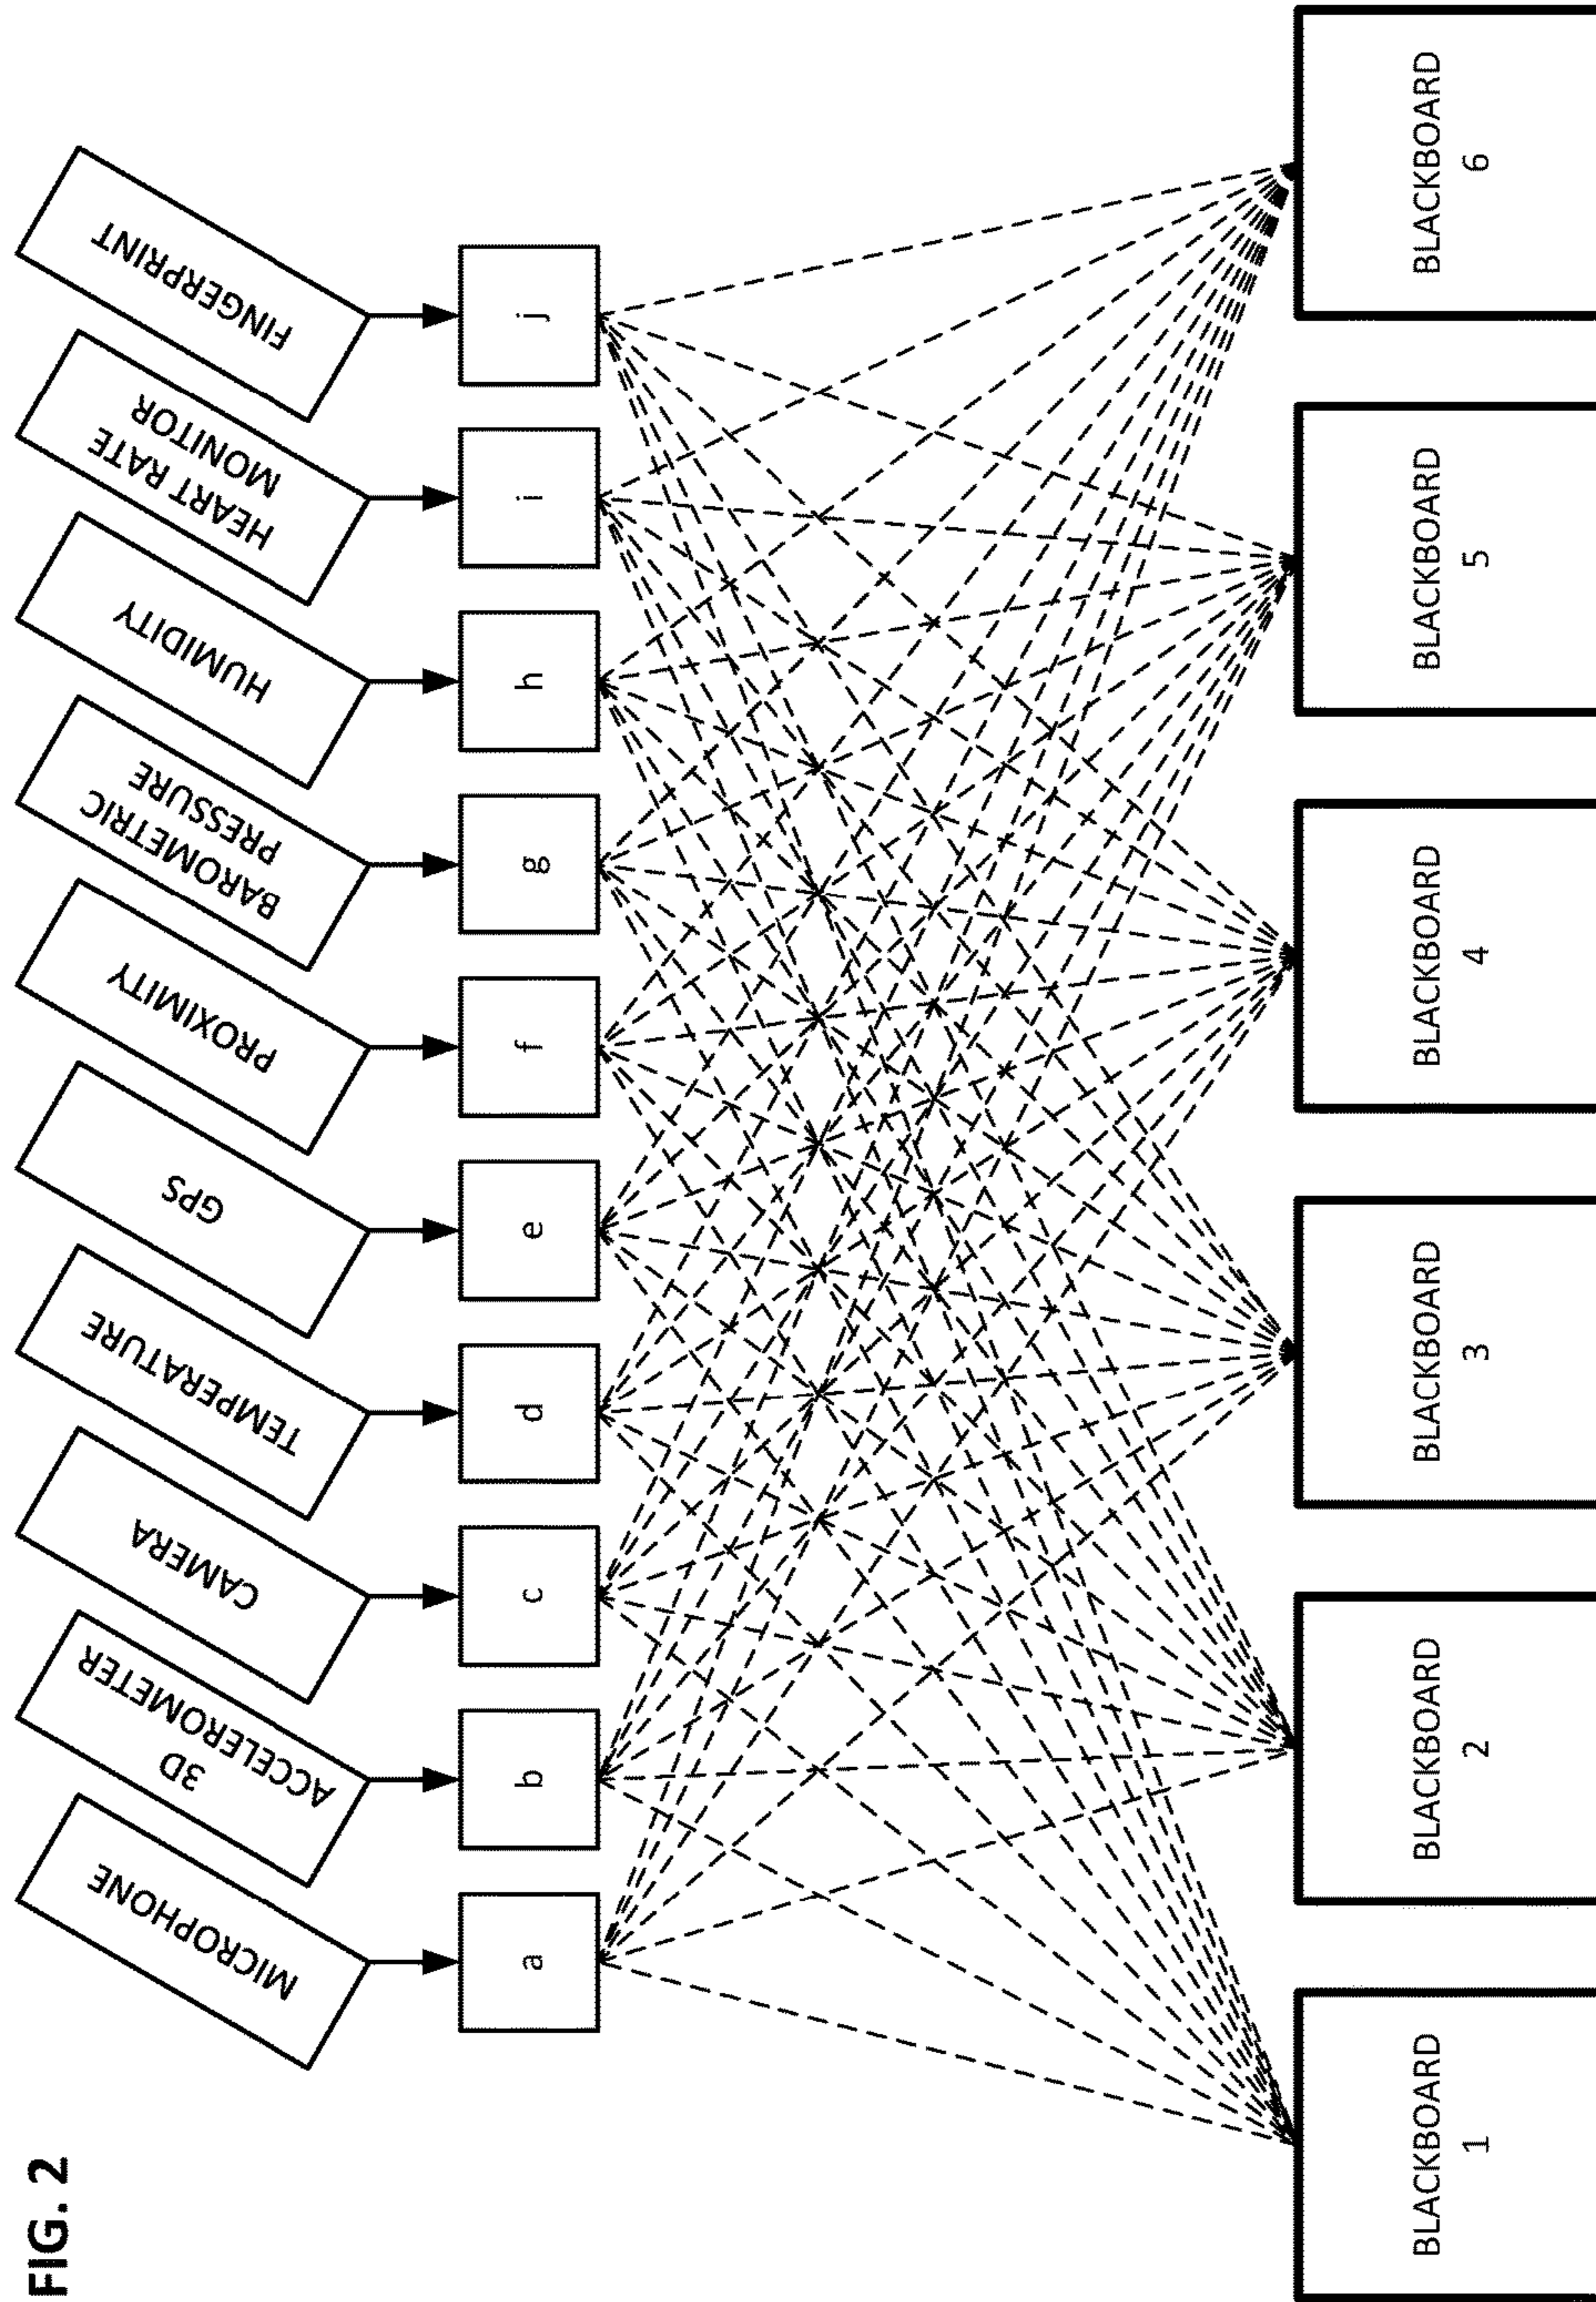 FIG. 2
MICROPHONE
3D
ACCELEROMETER
CAMERA
TEMPERATURE
GPS
PROXIMITY
BAROMETRIC
PRESSURE
HUMIDITY
HEART RATE
MONITOR
FINGERPRINT
a
b
c
d
e
f
g
h
i
j
BLACKBOARD
1
BLACKBOARD
2
BLACKBOARD
3
BLACKBOARD
4
BLACKBOARD
5
BLACKBOARD
6